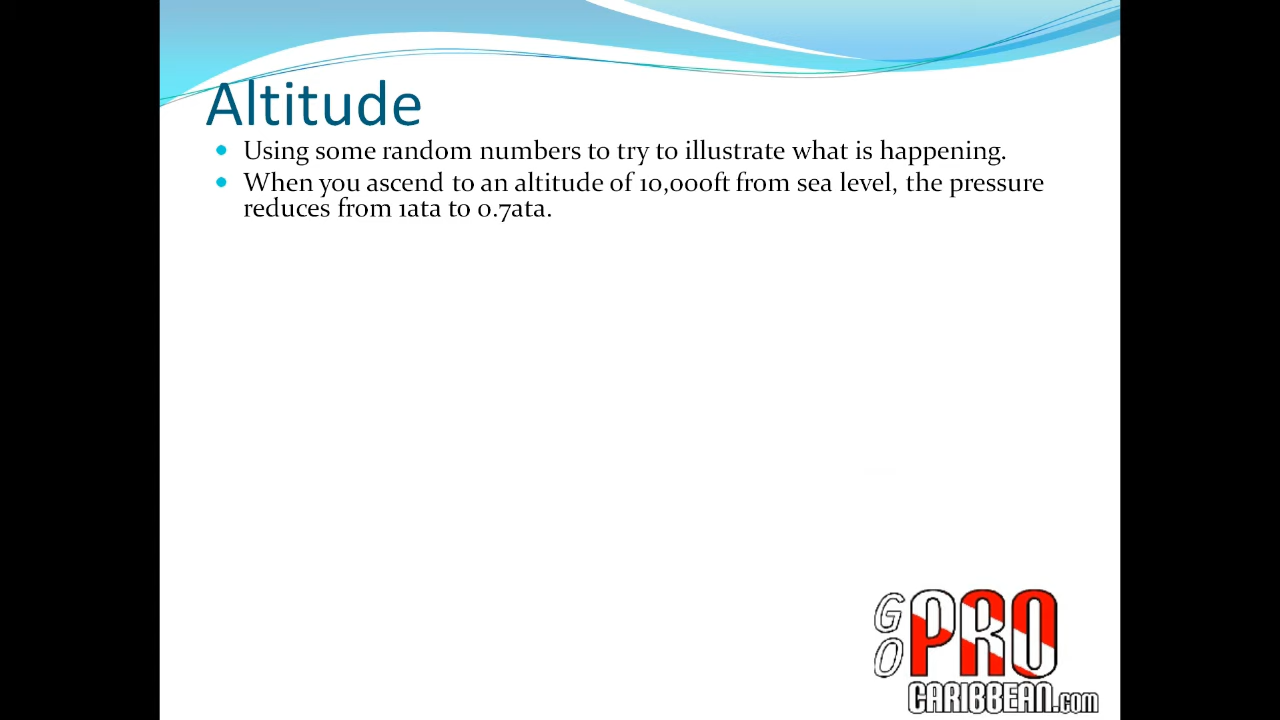 Altitude
Using some random numbers to try to illustrate what is happening.
When you ascend to an altitude of 10,000ft from sea level, the pressure
reduces from 1ata to 0.7ata.
GO PRO
CARIBBEAN.com